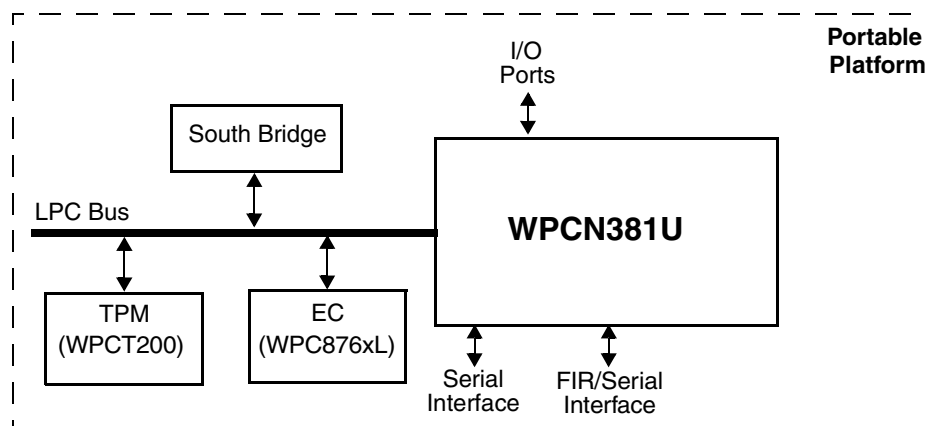 Portable
Platform
I/O
Ports
South Bridge
LPC Bus
WPCN381U
TPM
(WPCT200)
EC
(WPC876xL)
Serial
Interface
FIR/Serial
Interface